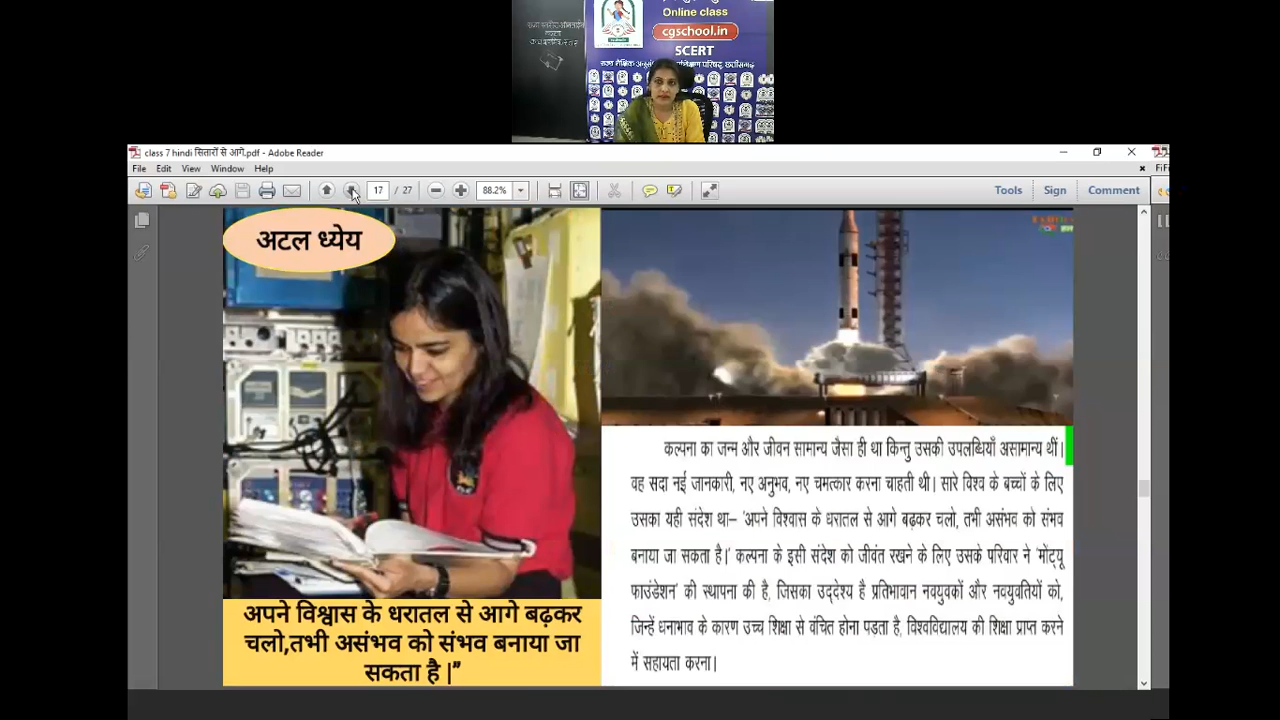 Online class
cgschool.in
SCERT
class 7 hindi सितारों से आगे.pdf - Adobe Reader
File Edit View Window Help
17 / 27
88.2%
Tools Sign Comment
अटल ध्येय
अपने विश्वास के धरातल से आगे बढ़कर
चलो,तभी असंभव को संभव बनाया जा
सकता है |”
कल्पना का जन्म और जीवन सामान्य जैसा ही था किन्तु उसकी उपलब्धियाँ असामान्य थीं।
वह सदा नई जानकारी, नए अनुभव, नए चमत्कार करना चाहती थी। सारे विश्व के बच्चों के लिए
उसका यही संदेश था– 'अपने विश्वास के धरातल से आगे बढ़कर चलो, तभी असंभव को संभव
बनाया जा सकता है।' कल्पना के इसी संदेश को जीवंत रखने के लिए उसके परिवार ने 'मोंट्यू
फाउंडेशन' की स्थापना की है, जिसका उद्देश्य है प्रतिभावान नवयुवकों और नवयुवतियों को,
जिन्हें धनाभाव के कारण उच्च शिक्षा से वंचित होना पड़ता है, विश्वविद्यालय की शिक्षा प्राप्त करने
में सहायता करना।